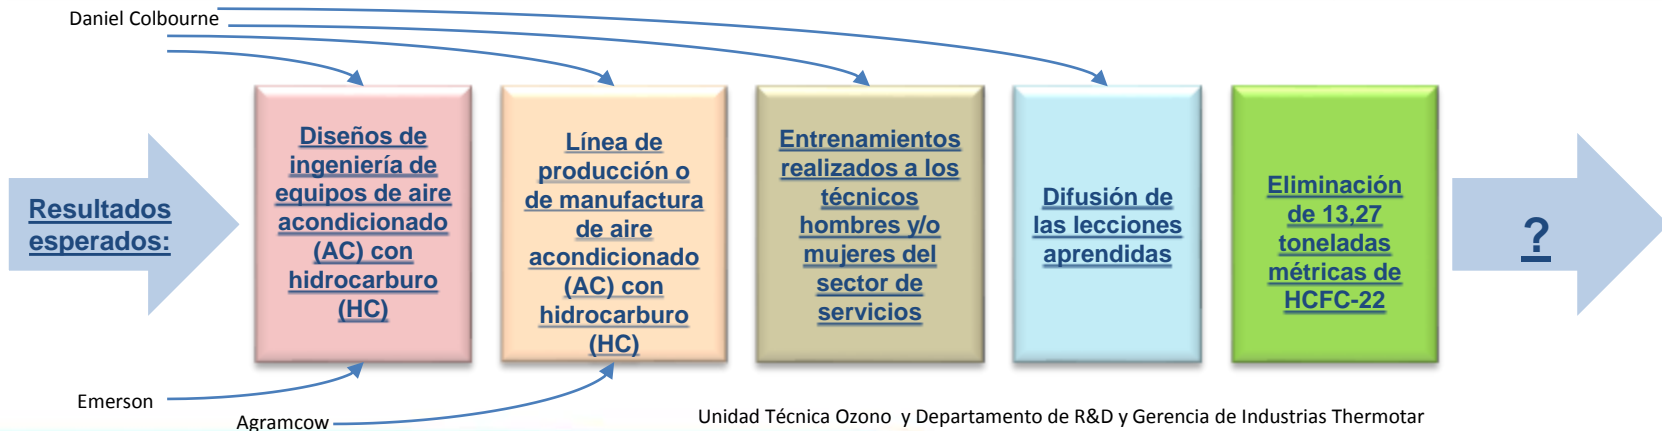 Daniel Colbourne
Resultados
esperados:
Diseños de
ingeniería de
equipos de aire
acondicionado
(AC) con
hidrocarburo
(HC)
Línea de
producción o
de manufactura
de aire
acondicionado
(AC) con
hidrocarburo
(HC)
Entrenamientos
realizados a los
técnicos
hombres y/o
mujeres del
sector de
servicios
Difusión de
las lecciones
aprendidas
Eliminación
de 13,27
toneladas
métricas de
HCFC-22
?
Emerson
Agramcow
Unidad Técnica Ozono y Departamento de R&D y Gerencia de Industrias Thermotar